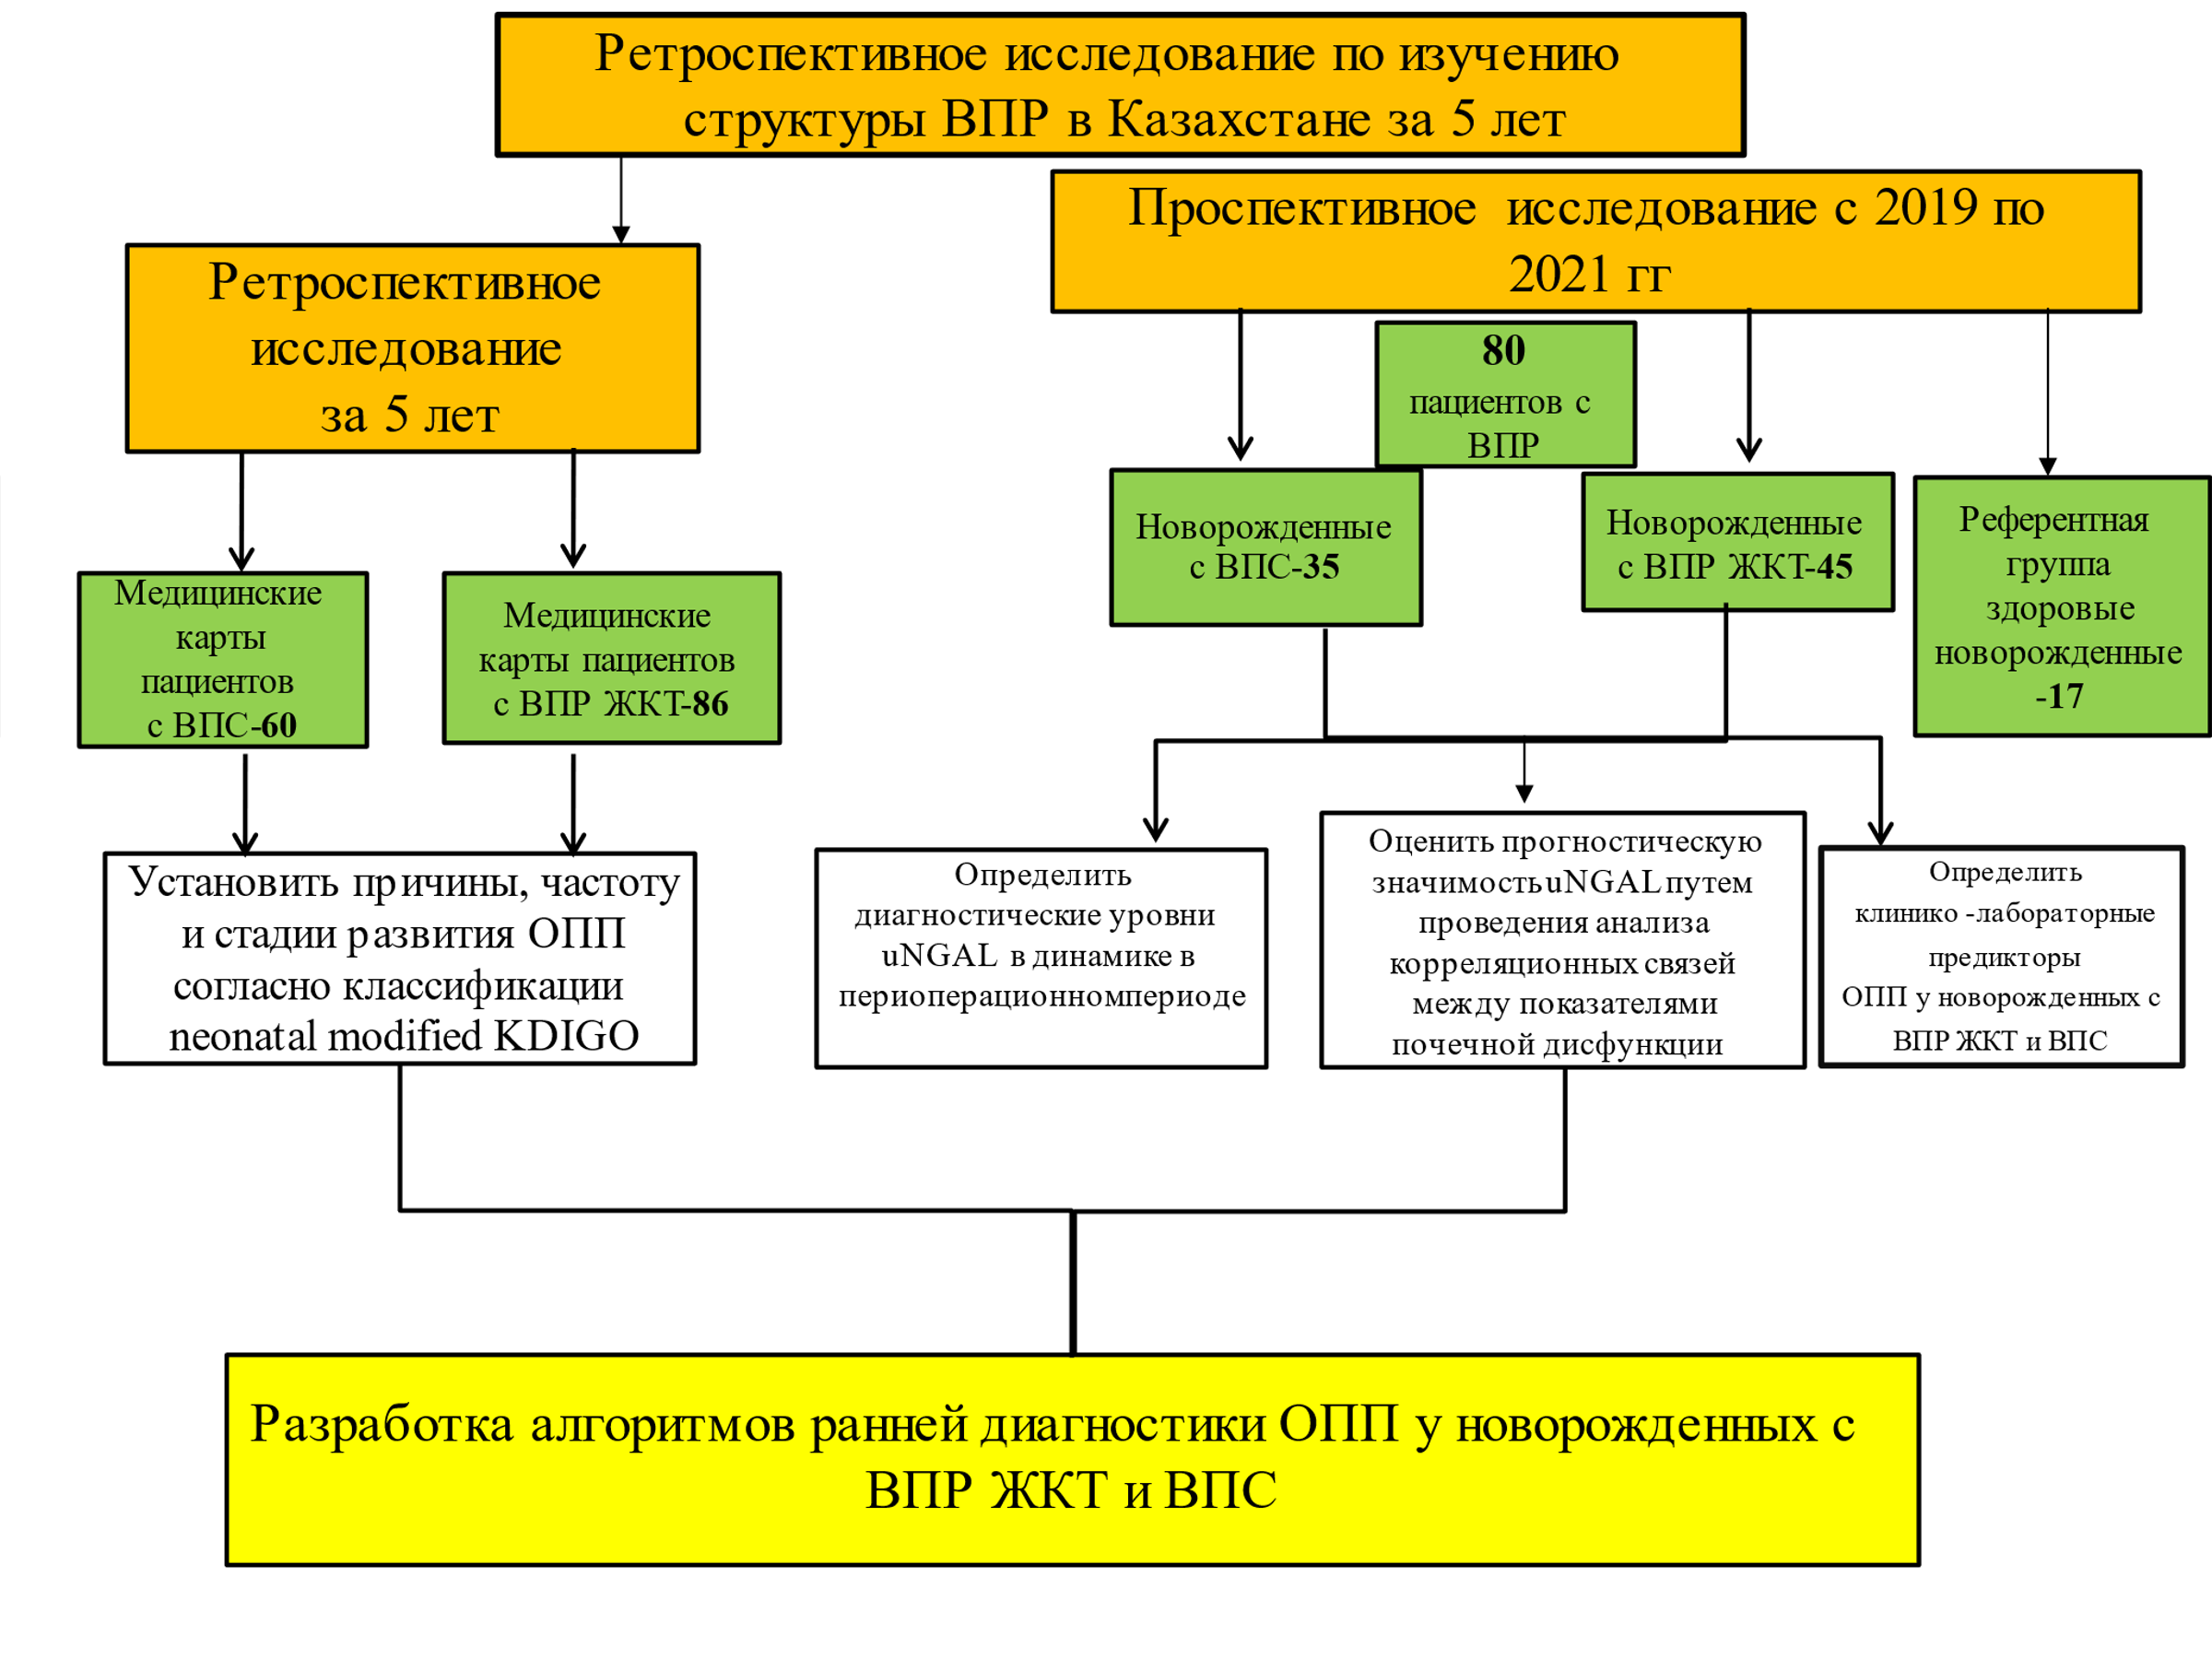 Ретроспективное исследование по изучению
структуры ВПР в Казахстане за 5 лет
Проспективное исследование с 2019 по
2021 гг
Ретроспективное
исследование
за 5 лет
80
пациентов с
ВПР
Новорожденные
с ВПС-35
Новорожденные
с ВПР ЖКТ-45
Референтная
группа
здоровые
новорожденные
-17
Медицинские
карты
пациентов
с ВПС-60
Медицинские
карты пациентов
с ВПР ЖКТ-86
Установить причины, частоту
и стадии развития ОПП
согласно классификации
neonatal modified KDIGO
Определить
диагностические уровни
uNGAL в динамике в
периоперационномпериоде
Оценить прогностическую
значимость uNGAL путем
проведения анализа
корреляционных связей
между показателями
почечной дисфункции
Определить
клинико -лабораторные
предикторы
ОПП у новорожденных с
ВПР ЖКТ и ВПС
Разработка алгоритмов ранней диагностики ОПП у новорожденных с
ВПР ЖКТ и ВПС